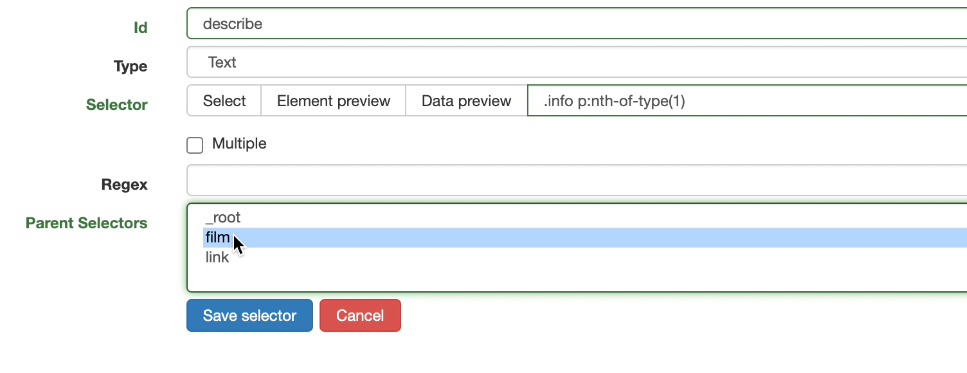 Id describe
Type Text
Selector Select Element preview Data preview .info p:nth-of-type(1)
Multiple
Regex
Parent Selectors _root
film
link
Save selector Cancel